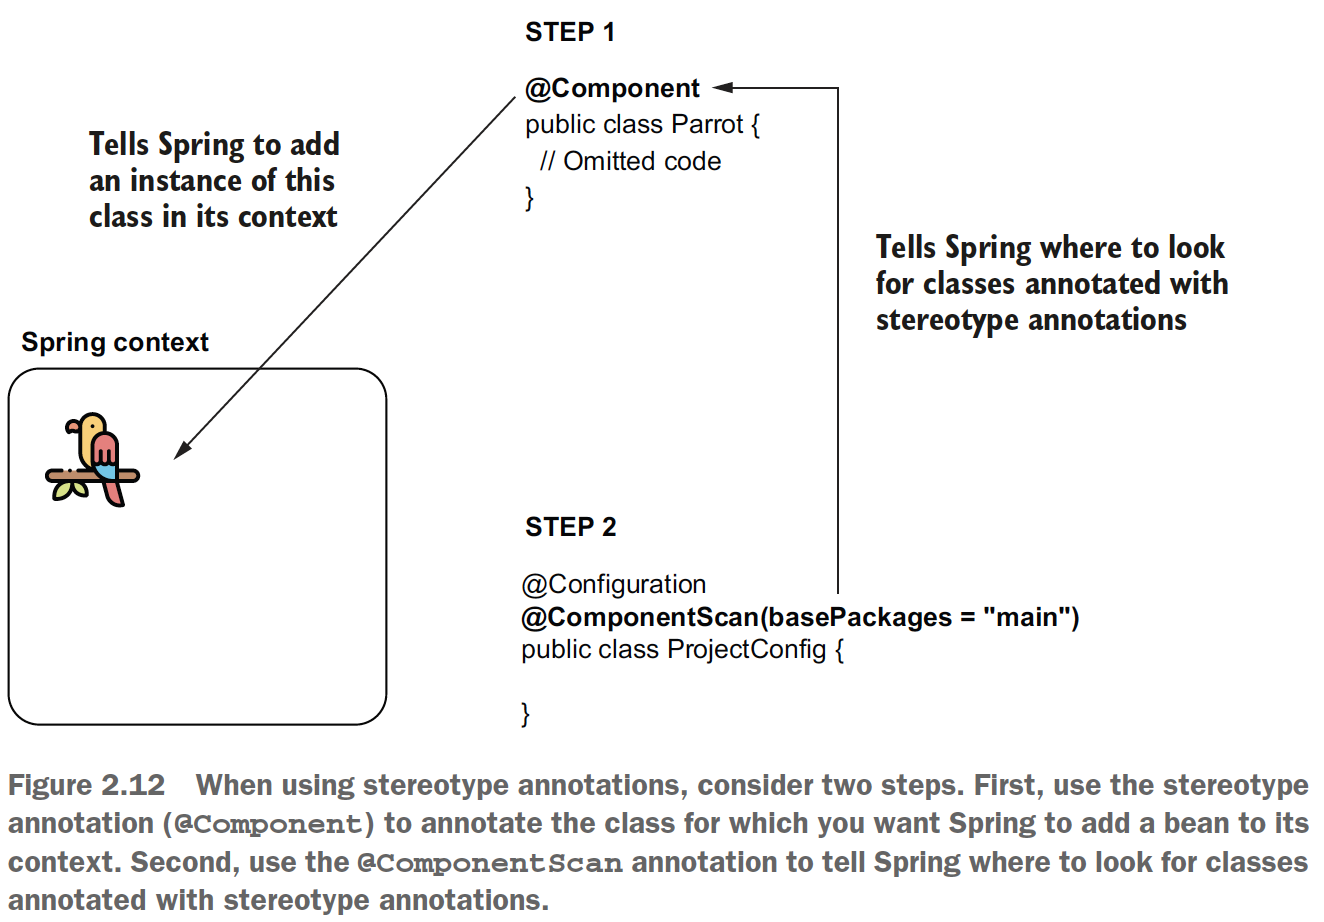 STEP 1
@Component
public class Parrot {
// Omitted code
}
Tells Spring to add
an instance of this
class in its context
Tells Spring where to look
for classes annotated with
stereotype annotations
Spring context
STEP 2
@Configuration
@ComponentScan(basePackages = "main")
public class ProjectConfig {
}
Figure 2.12 When using stereotype annotations, consider two steps. First, use the stereotype
annotation (@Component) to annotate the class for which you want Spring to add a bean to its
context. Second, use the @ComponentScan annotation to tell Spring where to look for classes
annotated with stereotype annotations.